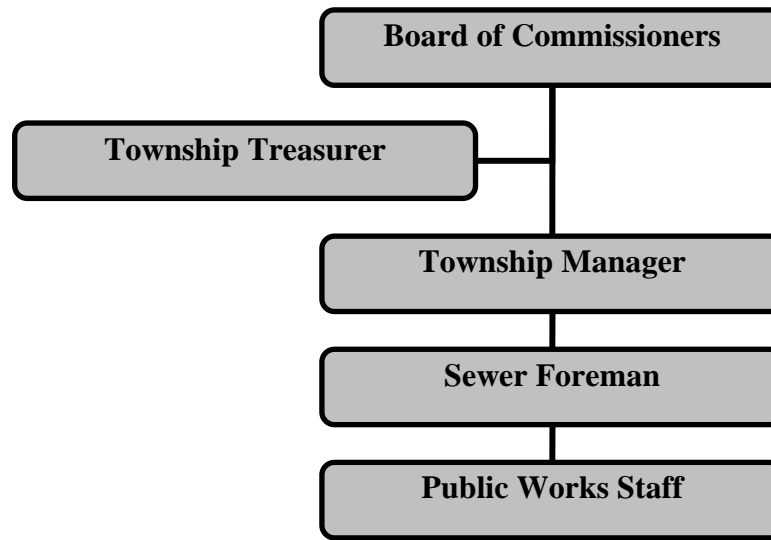 Board of Commissioners
Township Treasurer
Township Manager
Sewer Foreman
Public Works Staff